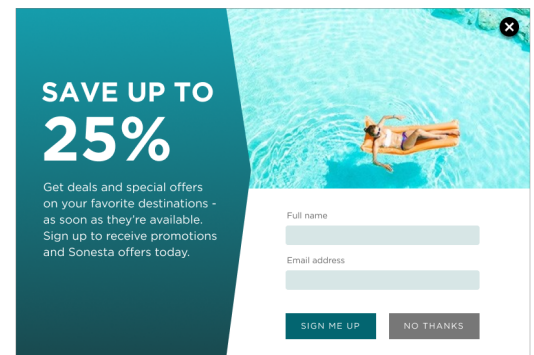 SAVE UP TO
25%
Get deals and special offers
on your favorite destinations -
as soon as they're available.
Sign up to receive promotions
and Sonesta offers today.
Full name
Email address
SIGN ME UP
NO THANKS